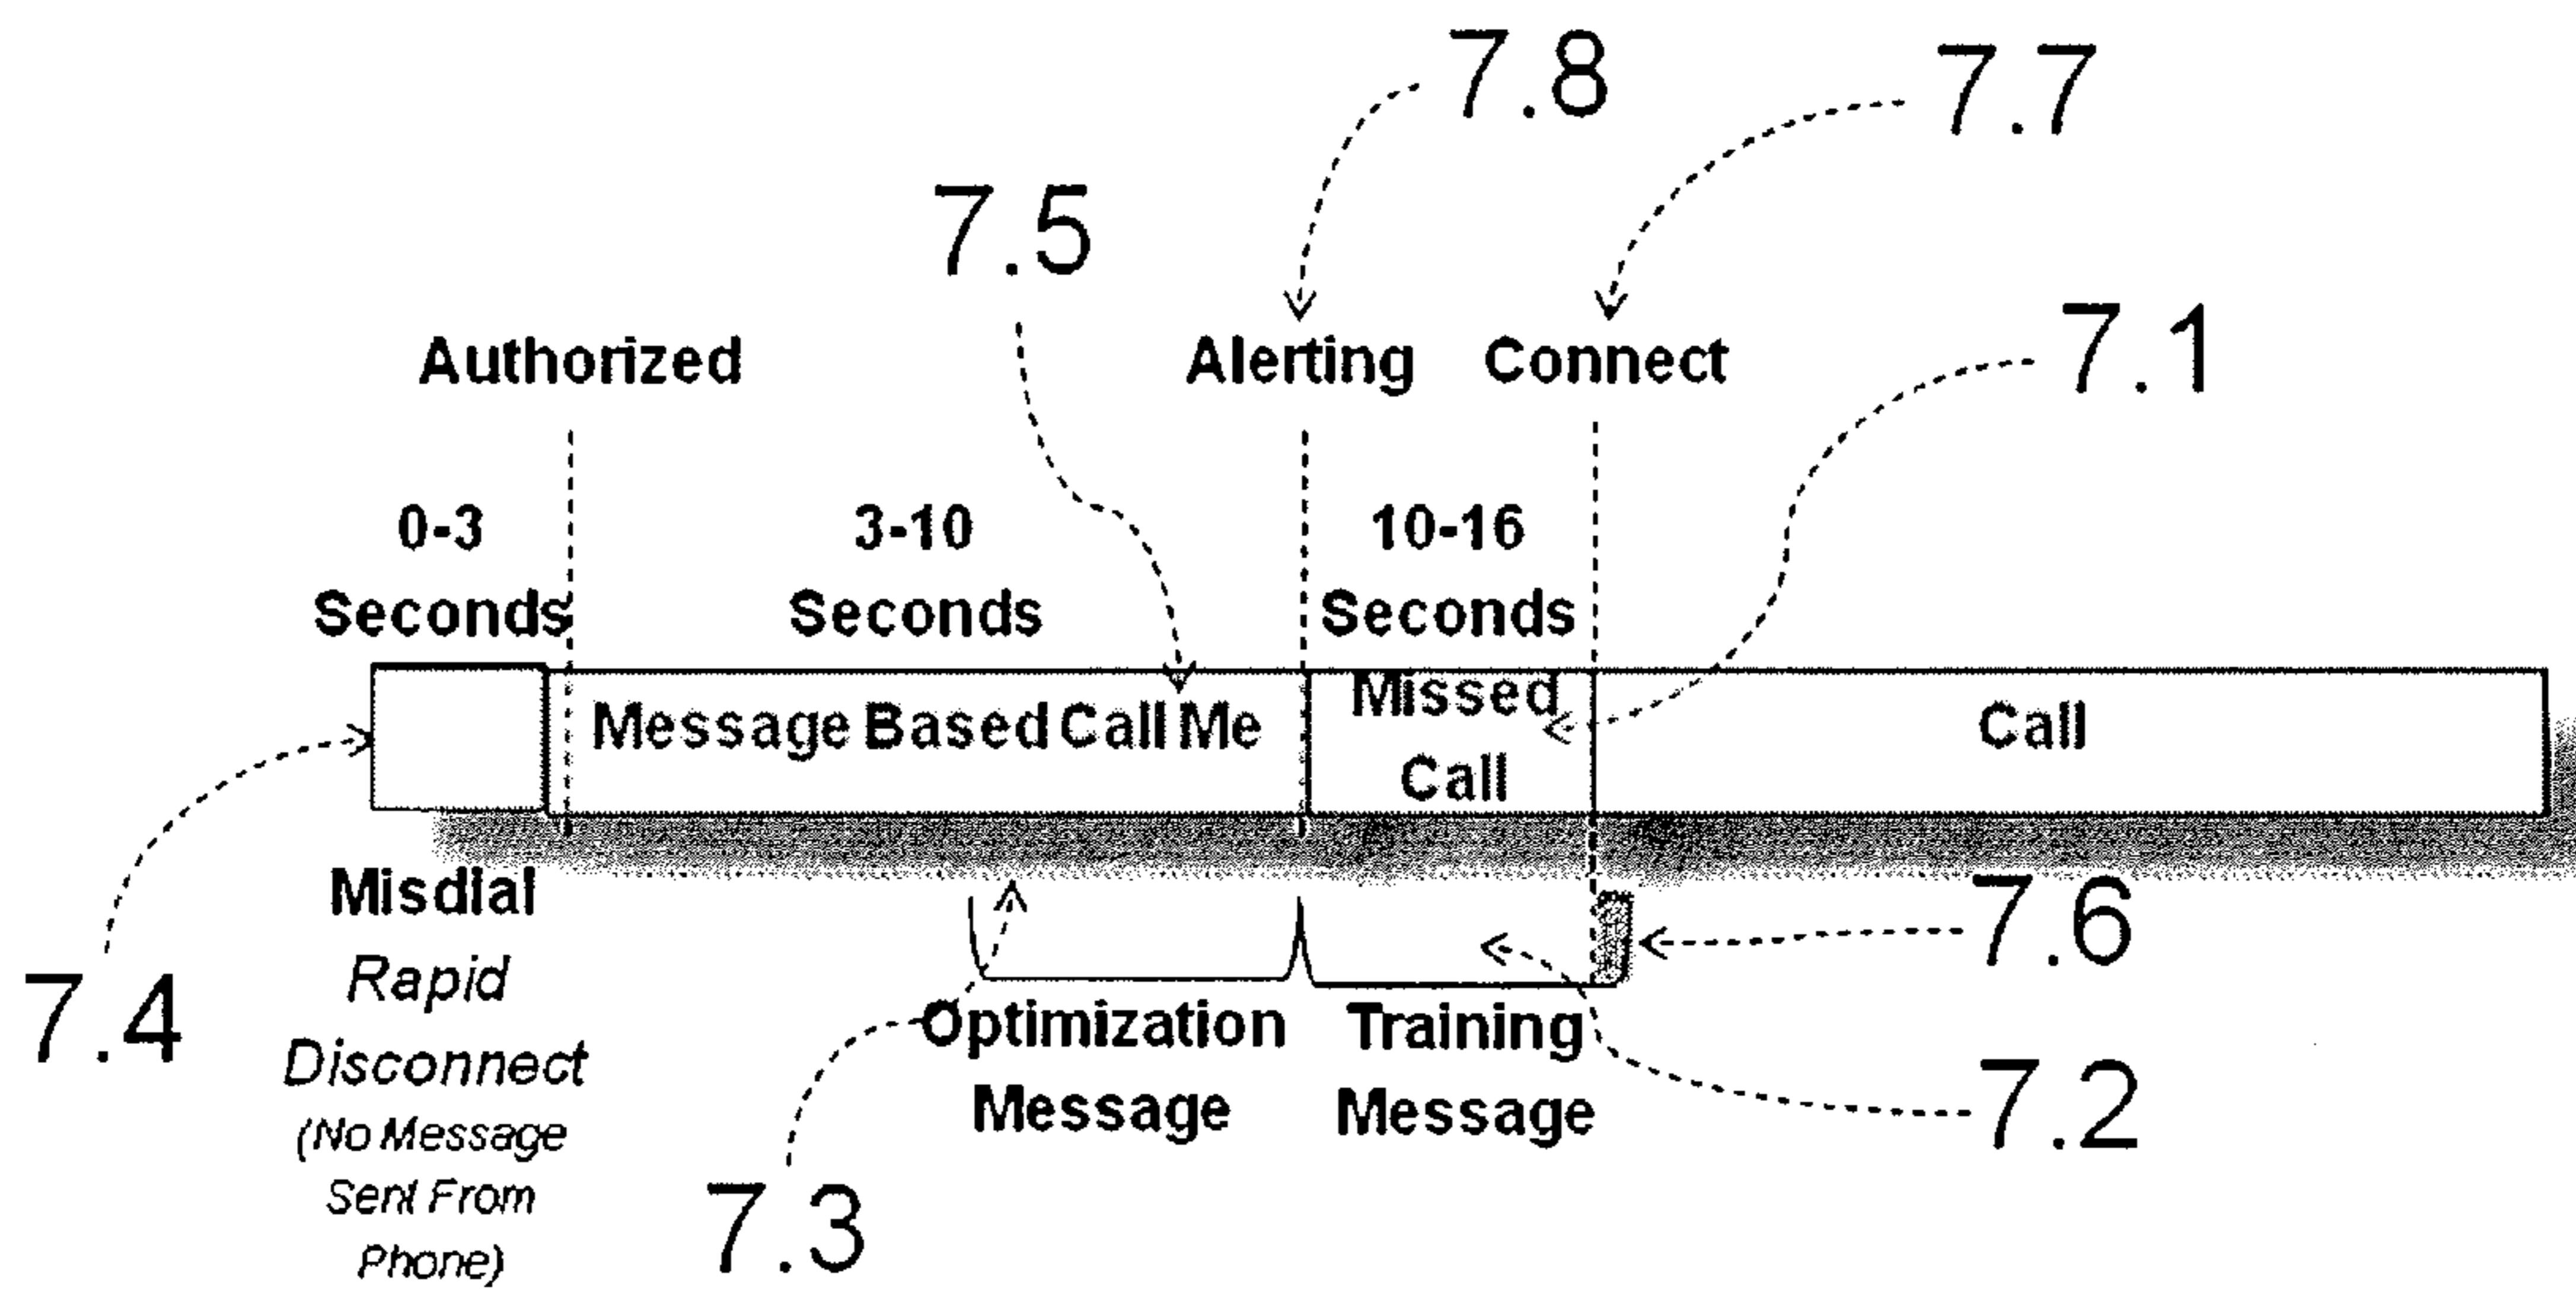 7.8
7.7
7.5
7.1
Authorized
Alerting
Connect
0-3
Seconds
3-10
Seconds
10-16
Seconds
Message Based Call Me
Missed
Call
Call
Misdial
Rapid
Disconnect
(No Message
Sent From
Phone)
7.4
Optimization
Message
Training
Message
7.6
7.2
7.3